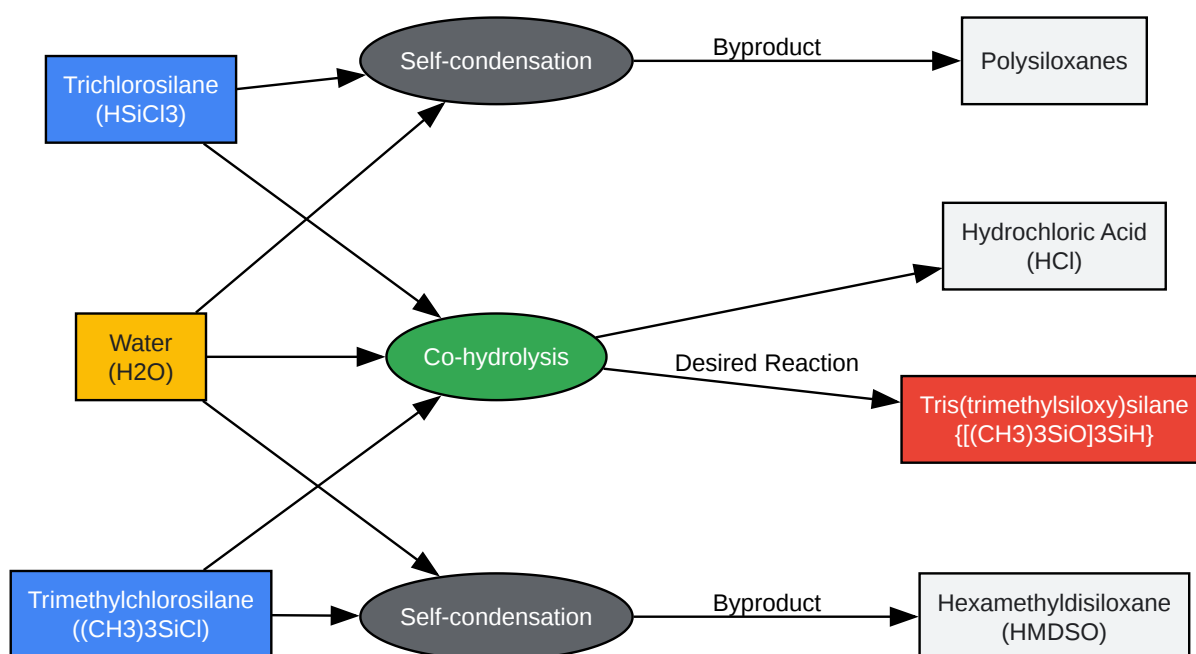 Trichlorosilane
(HSiCl3)
Self-condensation
Byproduct
Polysiloxanes
Hydrochloric Acid
(HCl)
Water
(H2O)
Co-hydrolysis
Desired Reaction
Tris(trimethylsiloxy)silane
{[(CH3)3SiO]3SiH}
Trimethylchlorosilane
((CH3)3SiCl)
Self-condensation
Byproduct
Hexamethyldisiloxane
(HMDSO)